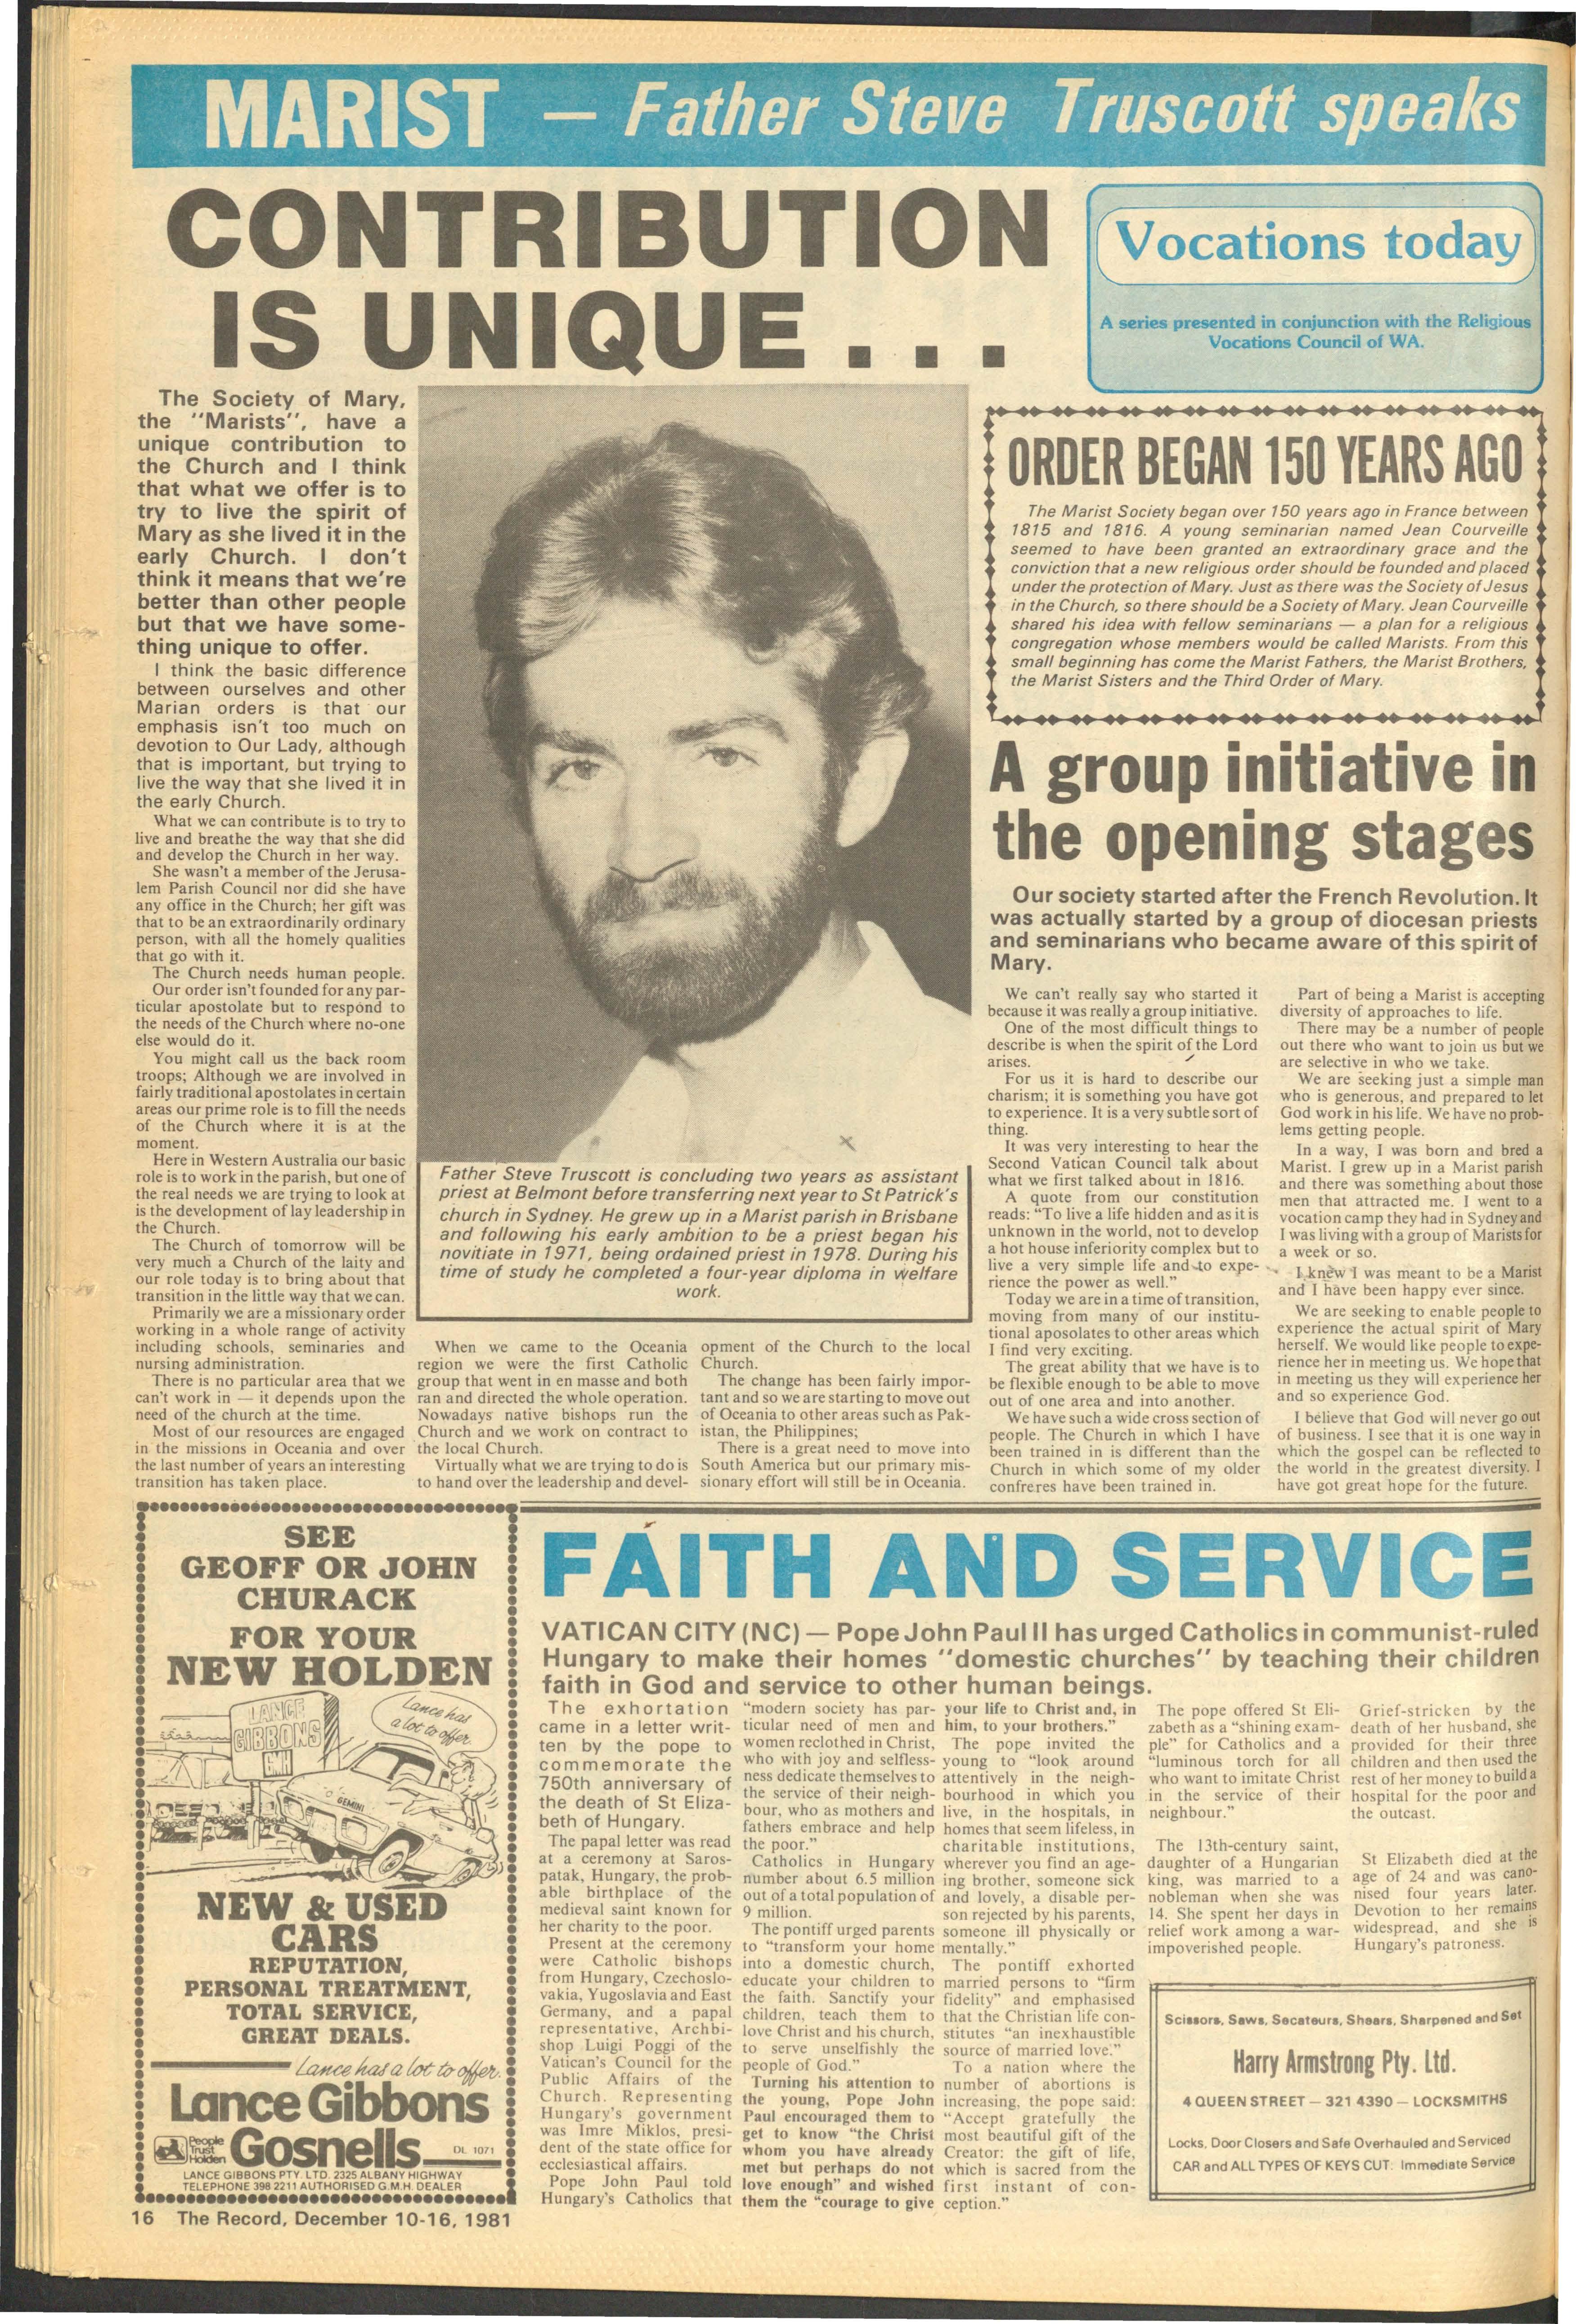 MARIST — Father Steve Truscott speaks
CONTRIBUTION
IS UNIQUE . . .
Vocations today
A series presented in conjunction with the Religious
Vocations Council of WA.
The Society of Mary,
the "Marists", have a
unique contribution to
the Church and I think
that what we offer is to
try to live the spirit of
Mary as she lived it in the
early Church. I don't
think it means that we're
better than other people
but that we have some-
thing unique to offer.
I think the basic difference
between ourselves and other
Marian orders is that our
emphasis isn't too much on
devotion to Our Lady, although
that is important, but trying to
live the way that she lived it in
the early Church.
What we can contribute is to try to
live and breathe the way that she did
and develop the Church in her way.
She wasn't a member of the Jerusa-
lem Parish Council nor did she have
any office in the Church; her gift was
that to be an extraordinarily ordinary
person, with all the homely qualities
that go with it.
The Church needs human people.
Our order isn't founded for any par-
ticular apostolate but to respond to
the needs of the Church where no-one
else would do it.
You might call us the back room
troops; Although we are involved in
fairly traditional apostolates in certain
areas our prime role is to fill the needs
of the Church where it is at the
moment.
Here in Western Australia our basic
role is to work in the parish, but one of
the real needs we are trying to look at
is the development of lay leadership in
the Church.
The Church of tomorrow will be
very much a Church of the laity and
our role today is to bring about that
transition in the little way that we can.
Primarily we are a missionary order
working in a whole range of activity
including schools, seminaries and
nursing administration.
There is no particular area that we
can't work in — it depends upon the
need of the church at the time.
Most of our resources are engaged
in the missions in Oceania and over
the last number of years an interesting
transition has taken place.
Father Steve Truscott is concluding two years as assistant
priest at Belmont before transferring next year to St Patrick's
church in Sydney. He grew up in a Marist parish in Brisbane
and following his early ambition to be a priest began his
novitiate in 1971, being ordained priest in 1978. During his
time of study he completed a four-year diploma in welfare
work.
When we came to the Oceania
region we were the first Catholic
group that went in en masse and both
ran and directed the whole operation.
Nowadays native bishops run the
Church and we work on contract to
the local Church.
Virtually what we are trying to do is
to hand over the leadership and devel-
opment of the Church to the local
Church.
The change has been fairly impor-
tant and so we are starting to move out
of Oceania to other areas such as Pak-
istan, the Philippines;
There is a great need to move into
South America but our primary mis-
sionary effort will still be in Oceania.
ORDER BEGAN 150 YEARS AGO
The Marist Society began over 150 years ago in France between
1815 and 1816. A young seminarian named Jean Courveille
seemed to have been granted an extraordinary grace and the
conviction that a new religious order should be founded and placed
under the protection of Mary. Just as there was the Society of Jesus
in the Church, so there should be a Society of Mary. Jean Courveille
shared his idea with fellow seminarians — a plan for a religious
congregation whose members would be called Marists. From this
small beginning has come the Marist Fathers, the Marist Brothers,
the Marist Sisters and the Third Order of Mary.
A group initiative in
the opening stages
Our society started after the French Revolution. It
was actually started by a group of diocesan priests
and seminarians who became aware of this spirit of
Mary.
We can't really say who started it
because it was really a group initiative.
One of the most difficult things to
describe is when the spirit of the Lord
arises.
For us it is hard to describe our
charism; it is something you have got
to experience. It is a very subtle sort of
thing.
It was very interesting to hear the
Second Vatican Council talk about
what we first talked about in 1816.
A quote from our constitution
reads: "To live a life hidden and as it is
unknown in the world, not to develop
a hot house inferiority complex but to
live a very simple life and to expe-
rience the power as well."
Today we are in a time of transition,
moving from many of our institu-
tional aposolates to other areas which
I find very exciting.
The great ability that we have is to
be flexible enough to be able to move
out of one area and into another.
We have such a wide cross section of
people. The Church in which I have
been trained in is different than the
Church in which some of my older
confreres have been trained in.
Part of being a Marist is accepting
diversity of approaches to life.
There may be a number of people
out there who want to join us but we
are selective in who we take.
We are seeking just a simple man
who is generous, and prepared to let
God work in his life. We have no prob-
lems getting people.
In a way, I was born and bred a
Marist. I grew up in a Marist parish
and there was something about those
men that attracted me. I went to a
vocation camp they had in Sydney and
I was living with a group of Marists for
a week or so.
I knew I was meant to be a Marist
and I have been happy ever since.
We are seeking to enable people to
experience the actual spirit of Mary
herself. We would like people to expe-
rience her in meeting us. We hope that
in meeting us they will experience her
and so experience God.
I believe that God will never go out
of business. I see that it is one way in
which the gospel can be reflected to
the world in the greatest diversity. I
have got great hope for the future.
SEE
GEOFF OR JOHN
CHURACK
FOR YOUR
NEW HOLDEN
LANCE
GIBBONS
GMH
Lance has
a lot to offer
GEMINI
NEW & USED
CARS
REPUTATION,
PERSONAL TREATMENT,
TOTAL SERVICE,
GREAT DEALS.
Lance has a lot to offer.
Lance Gibbons
People
Trust
Holden
Gosnells
DL 1071
LANCE GIBBONS PTY. LTD. 2325 ALBANY HIGHWAY
TELEPHONE 398 2211 AUTHORISED G.M.H. DEALER
FAITH AND SERVICE
VATICAN CITY (NC) — Pope John Paul II has urged Catholics in communist-ruled
Hungary to make their homes "domestic churches" by teaching their children
faith in God and service to other human beings.
The exhortation
came in a letter writ-
ten by the pope to
commemorate the
750th anniversary of
the death of St Eliza-
beth of Hungary.
The papal letter was read
at a ceremony at Saros-
patak, Hungary, the prob-
able birthplace of the
medieval saint known for
her charity to the poor.
Present at the ceremony
were Catholic bishops
from Hungary, Czechoslo-
vakia, Yugoslavia and East
Germany, and a papal
representative, Archbi-
shop Luigi Poggi of the
Vatican's Council for the
Public Affairs of the
Church. Representing
Hungary's government
was Imre Miklos, presi-
dent of the state office for
ecclesiastical affairs.
Pope John Paul told
Hungary's Catholics that
"modern society has par-
ticular need of men and
women reclothed in Christ,
who with joy and selfless-
ness dedicate themselves to
the service of their neigh-
bour, who as mothers and
fathers embrace and help
the poor."
Catholics in Hungary
number about 6.5 million
out of a total population of
9 million.
The pontiff urged parents
to "transform your home
into a domestic church,
educate your children to
the faith. Sanctify your
children, teach them to
love Christ and his church,
to serve unselfishly the
people of God."
Turning his attention to
the young, Pope John
Paul encouraged them to
get to know "the Christ
whom you have already
met but perhaps do not
love enough" and wished
them the "courage to give
your life to Christ and, in
him, to your brothers."
The pope invited the
young to "look around
attentively in the neigh-
bourhood in which you
live, in the hospitals, in
homes that seem lifeless, in
charitable institutions,
wherever you find an age-
ing brother, someone sick
and lovely, a disable per-
son rejected by his parents,
someone ill physically or
mentally."
The pontiff exhorted
married persons to "firm
fidelity" and emphasised
that the Christian life con-
stitutes "an inexhaustible
source of married love."
To a nation where the
number of abortions is
increasing, the pope said:
"Accept gratefully the
most beautiful gift of the
Creator: the gift of life,
which is sacred from the
first instant of con-
ception."
The pope offered St Eli-
zabeth as a "shining exam-
ple" for Catholics and a
"luminous torch for all
who want to imitate Christ
in the service of their
neighbour."
The 13th-century saint,
daughter of a Hungarian
king, was married to a
nobleman when she was
14. She spent her days in
relief work among a war-
impoverished people.
Grief-stricken by the
death of her husband, she
provided for their three
children and then used the
rest of her money to build a
hospital for the poor and
the outcast.
St Elizabeth died at the
age of 24 and was cano-
nised four years later.
Devotion to her remains
widespread, and she is
Hungary's patroness.
Scissors, Saws, Secateurs, Shears, Sharpened and Set
Harry Armstrong Pty. Ltd.
4 QUEEN STREET — 321 4390 — LOCKSMITHS
Locks, Door Closers and Safe Overhauled and Serviced
CAR and ALL TYPES OF KEYS CUT. Immediate Service
16 The Record, December 10-16, 1981